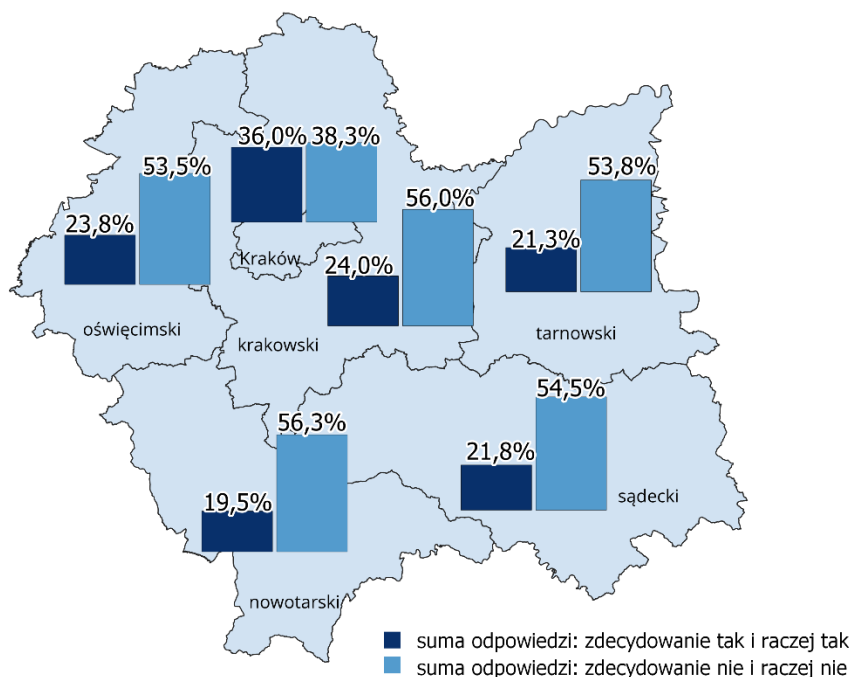 36,0% 38,3%
53,5%
23,8%
Kraków
56,0%
24,0%
53,8%
21,3%
oświęcimski
krakowski
tarnowski
56,3%
19,5%
54,5%
21,8%
sądecki
nowotarski
suma odpowiedzi: zdecydowanie tak i raczej tak
suma odpowiedzi: zdecydowanie nie i raczej nie